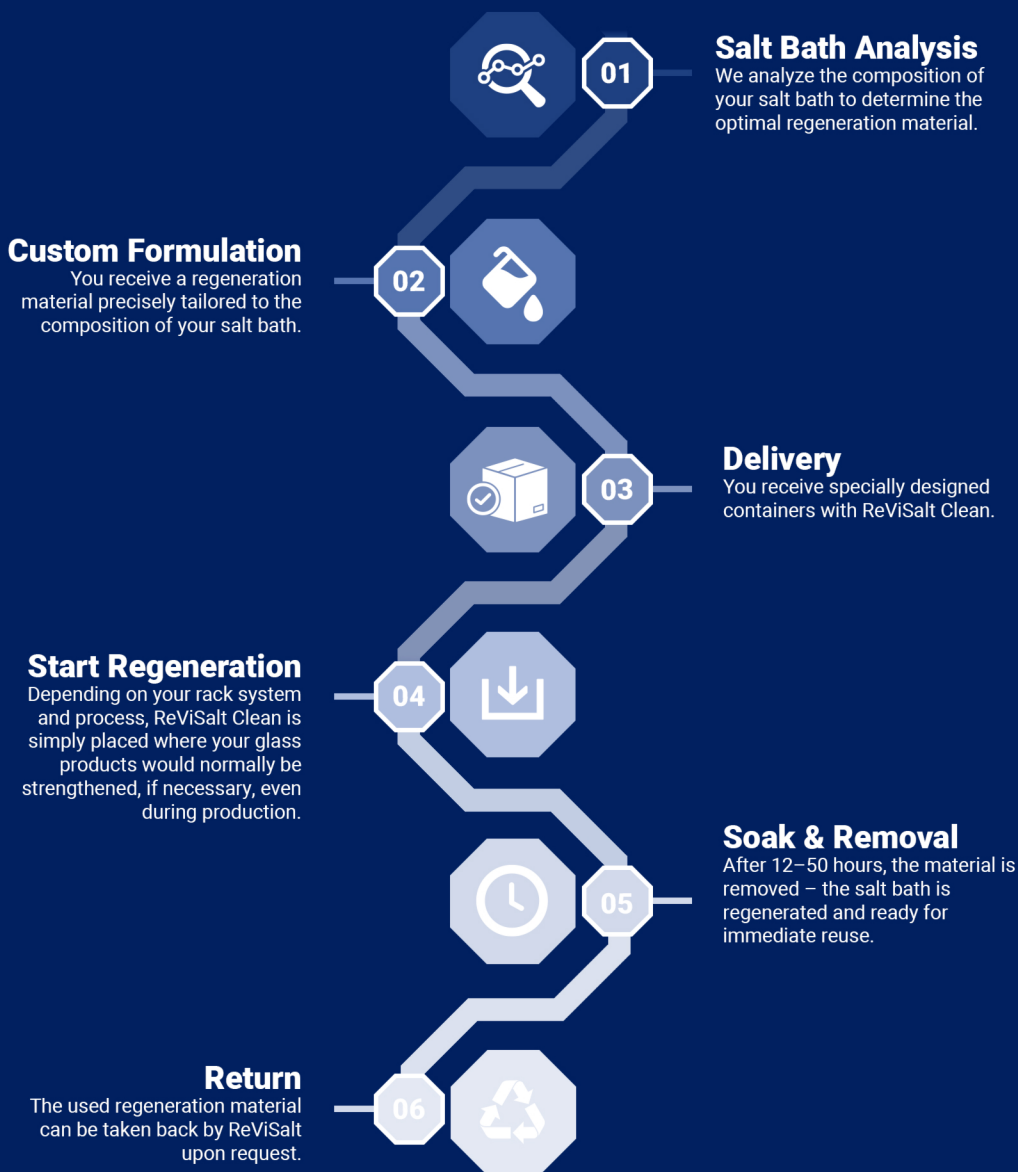 01
Salt Bath Analysis
We analyze the composition of
your salt bath to determine the
optimal regeneration material.
Custom Formulation
You receive a regeneration
material precisely tailored to the
composition of your salt bath.
02
03
Delivery
You receive specially designed
containers with ReViSalt Clean.
Start Regeneration
Depending on your rack system
and process, ReViSalt Clean is
simply placed where your glass
products would normally be
strengthened, if necessary, even
during production.
04
05
Soak & Removal
After 12–50 hours, the material is
removed – the salt bath is
regenerated and ready for
immediate reuse.
Return
The used regeneration material
can be taken back by ReViSalt
upon request.
06